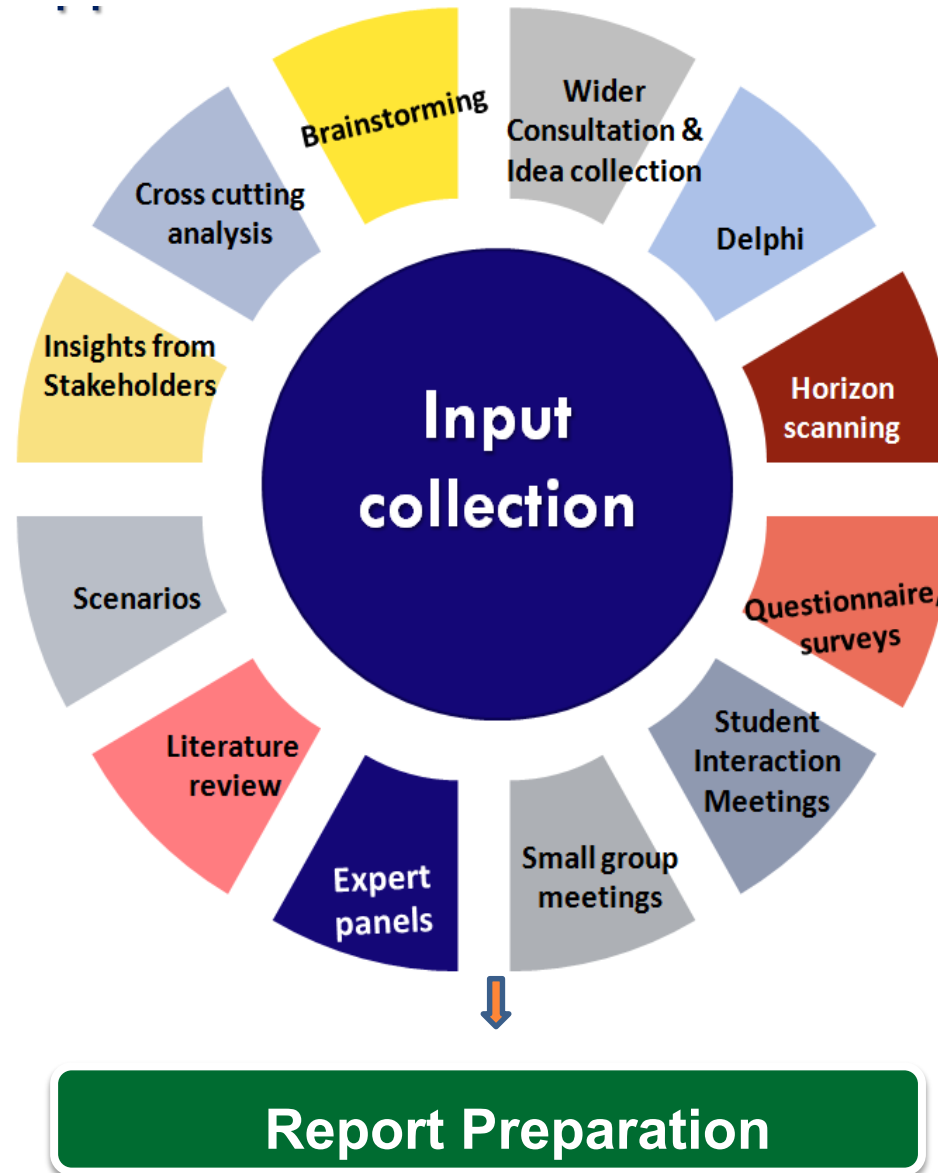 Brainstorming
Wider
Consultation &
Idea collection
Cross cutting
analysis
Delphi
Insights from
Stakeholders
Horizon
scanning
Input
collection
Scenarios
Questionnaire,
surveys
Literature
review
Student
Interaction
Meetings
Expert
panels
Small group
meetings
Report Preparation